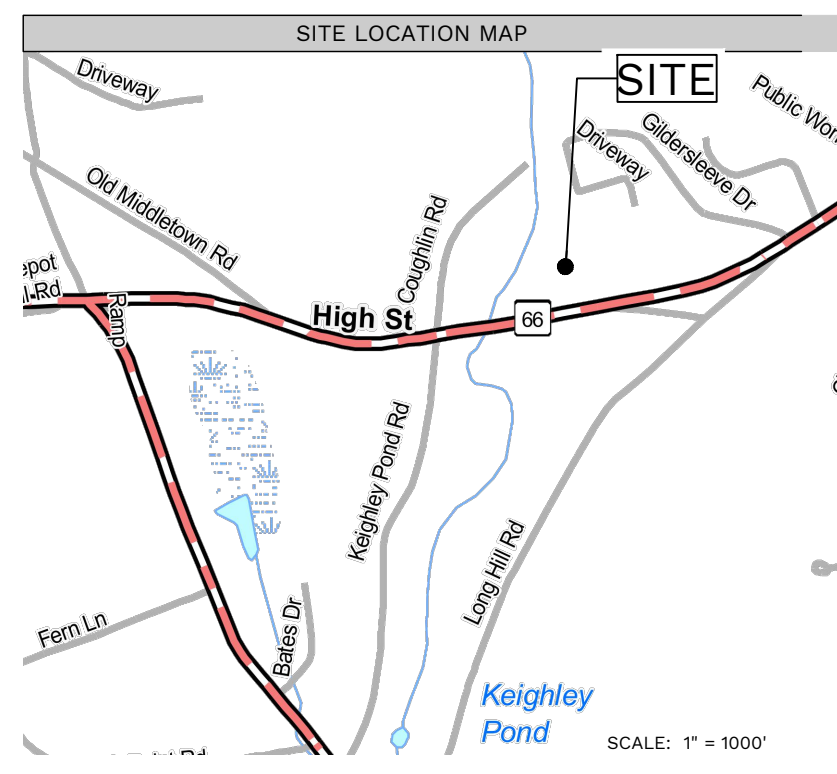 SITE LOCATION MAP
SITE
Driveway
Public
Gildersleeve Dr
Driveway
Old Middletown Rd
Coughlin Rd
Rd
Ramp
High St
66
Keighley Pond Rd
Long Hill Rd
Fern Ln
Bates Dr
Keighley
Pond
Rd
SCALE: 1" = 1000'